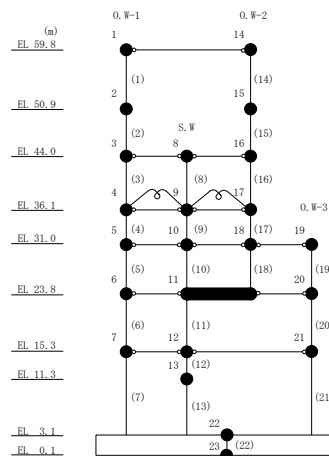 O.W-1 O.W-2
(m)
EL 59.8 1 14
(1) (14)
EL 50.9 2 15
(2) S.W (15)
EL 44.0 3 8 16
(3) (8) (16)
EL 36.1 4 9 17 O.W-3
EL 31.0 5 (4) 10 (9) 18 (17) 19
(5) (10) (18) (19
EL 23.8 6 11 20
(6) (11) (20
EL 15.3 7 12 21
13 (12)
EL 11.3
(7) (13) (21
EL 3.1 22
EL 0.1 23 (22)